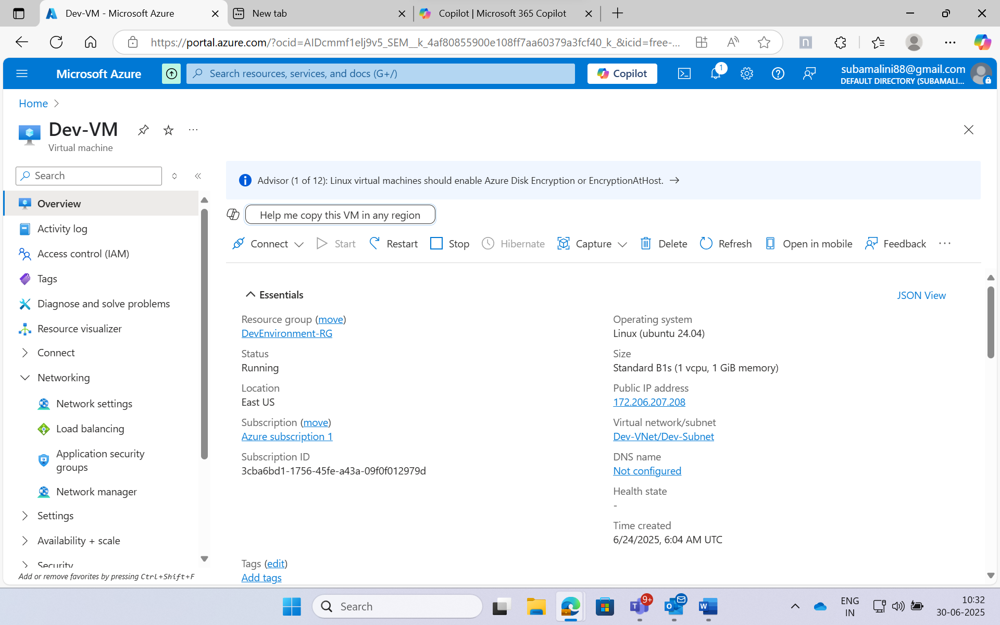 Dev-VM - Microsoft Azure
New tab
Copilot | Microsoft 365 Copilot
https://portal.azure.com/?ocid=AIDcmmf1elj9v5_SEM__k_4af80855900e108ff7aa60379a3fcf40_k_&icid=free-...
Microsoft Azure
Search resources, services, and docs (G+/)
Copilot
1
subamalini88@gmail.com
DEFAULT DIRECTORY (SUBAMALI...
Home
Dev-VM
Virtual machine
Search
Overview
Activity log
Access control (IAM)
Tags
Diagnose and solve problems
Resource visualizer
Connect
Networking
Network settings
Load balancing
Application security
groups
Network manager
Settings
Availability + scale
Security
Add or remove favorites by pressing Ctrl+Shift+F
Advisor (1 of 12): Linux virtual machines should enable Azure Disk Encryption or EncryptionAtHost.
Help me copy this VM in any region
Connect
Start
Restart
Stop
Hibernate
Capture
Delete
Refresh
Open in mobile
Feedback
Essentials
JSON View
Resource group (move)
DevEnvironment-RG
Status
Running
Location
East US
Subscription (move)
Azure subscription 1
Subscription ID
3cba6bd1-1756-45fe-a43a-09f0f012979d
Operating system
Linux (ubuntu 24.04)
Size
Standard B1s (1 vcpu, 1 GiB memory)
Public IP address
172.206.207.208
Virtual network/subnet
Dev-VNet/Dev-Subnet
DNS name
Not configured
Health state
-
Time created
6/24/2025, 6:04 AM UTC
Tags (edit)
Add tags
Search
9+
ENG
IN
10:32
30-06-2025